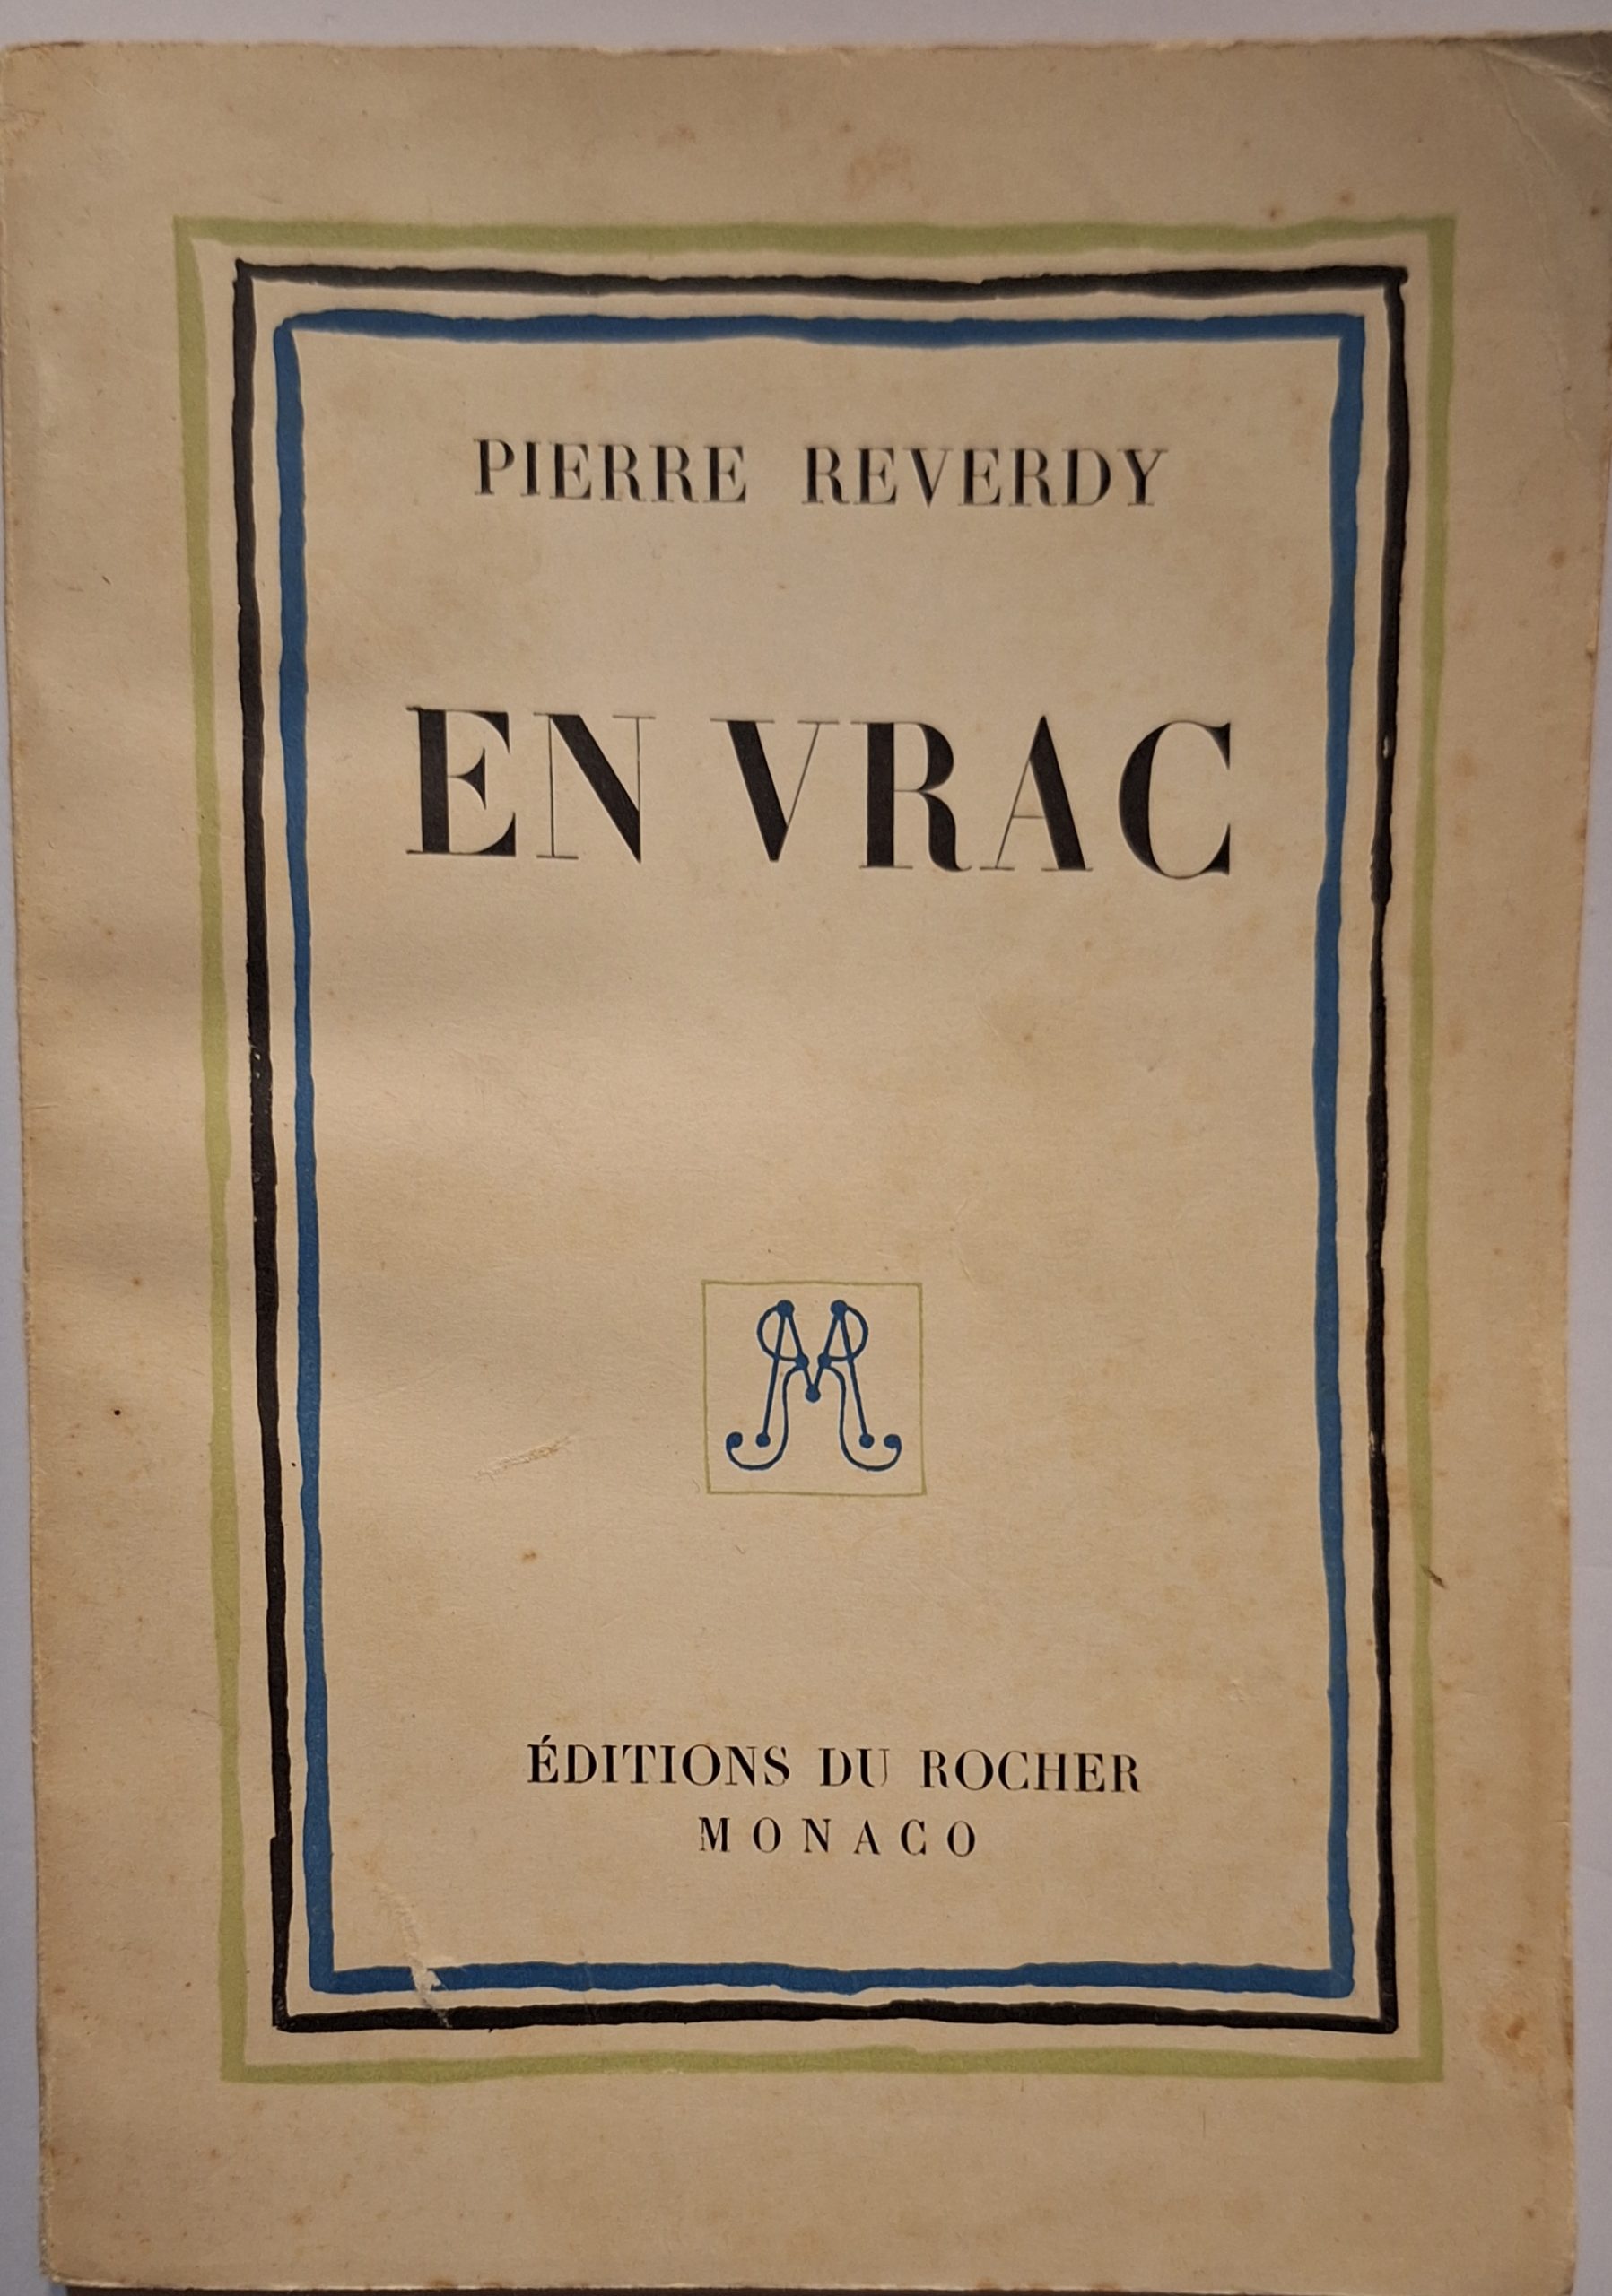 PIERRE REVERDY
EN VRAC
ÉDITIONS DU ROCHER
MONACO